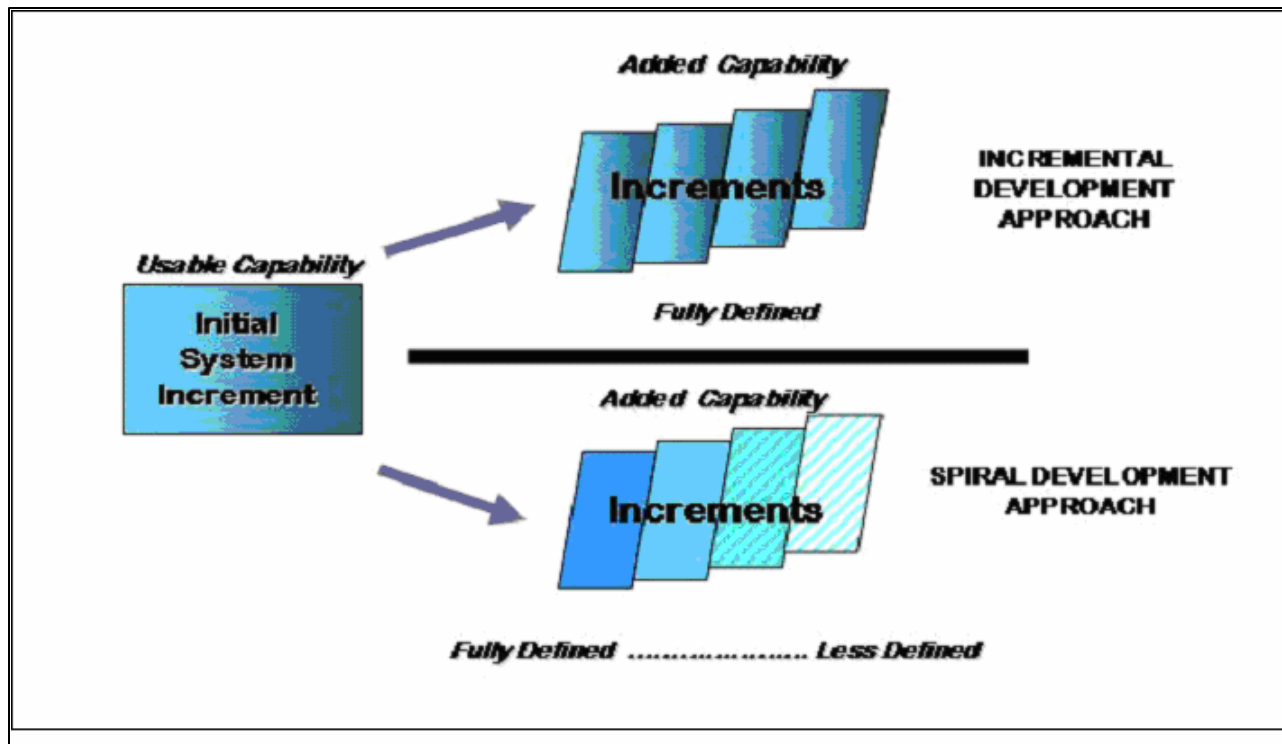 Added Capability
Increments
INCREMENTAL
DEVELOPMENT
APPROACH
Fully Defined
Usable Capability
Initial
System
Increment
Added Capability
Increments
SPIRAL DEVELOPMENT
APPROACH
Fully Defined ........................ Less Defined